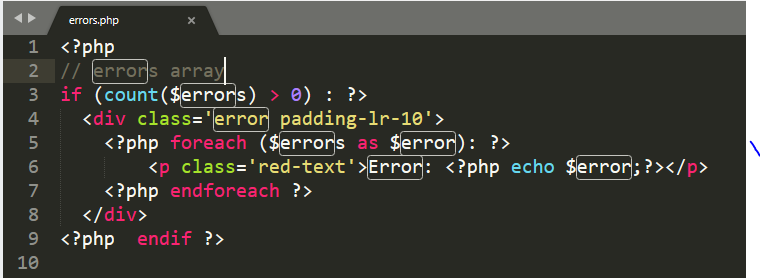 errors.php ×
1 <?php
2 // errors array
3 if (count($errors) > 0) : ?>
4   <div class='error padding-lr-10'>
5     <?php foreach ($errors as $error): ?>
6         <p class='red-text'>Error: <?php echo $error;?></p>
7     <?php endforeach ?>
8   </div>
9 <?php  endif ?>
10